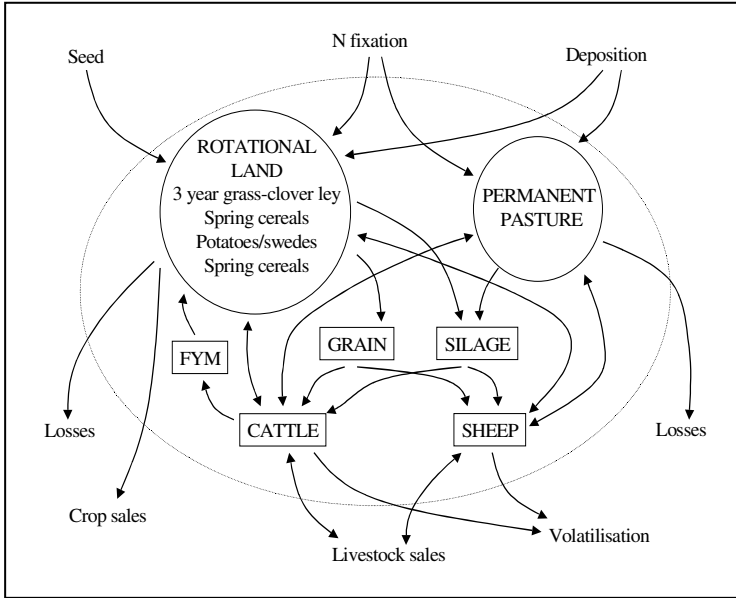 N fixation
Seed
Deposition
ROTATIONAL
LAND
3 year grass-clover ley
Spring cereals
Potatoes/swedes
Spring cereals
PERMANENT
PASTURE
GRAIN
SILAGE
FYM
CATTLE
SHEEP
Losses
Losses
Crop sales
Livestock sales
Volatilisation